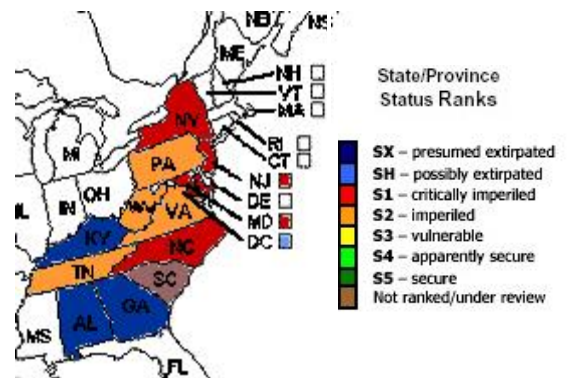 NB
NS
ME
NH
VT
MA
NY
MI
RI
CT
PA
NJ
OH
IN
DE
WV
VA
MD
DC
KY
NC
TN
SC
MS
AL
GA
FL
State/Province
Status Ranks
SX – presumed extirpated
SH – possibly extirpated
S1 – critically imperiled
S2 – imperiled
S3 – vulnerable
S4 – apparently secure
S5 – secure
Not ranked/under review